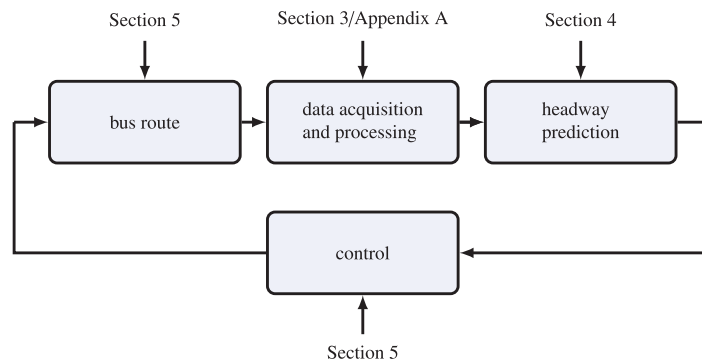 Section 5
Section 3/Appendix A
Section 4
bus route
data acquisition
and processing
headway
prediction
control
Section 5